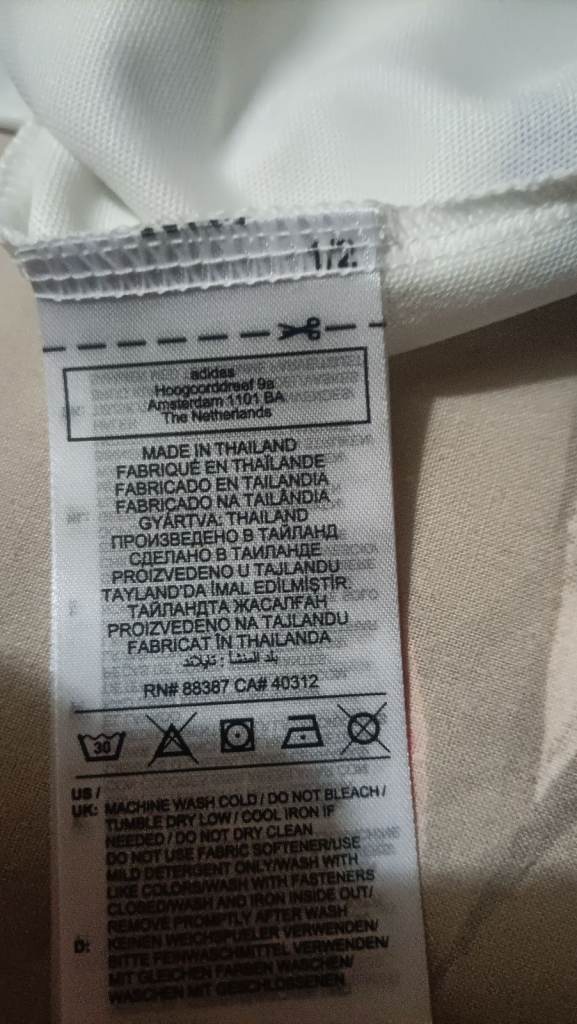 1/2
adidas
Hoogoorddreef 9a
Amsterdam 1101 BA
The Netherlands
MADE IN THAILAND
FABRIQUÉ EN THAÏLANDE
FABRICADO EN TAILANDIA
FABRICADO NA TAILÂNDIA
GYÁRTVA: THAILAND
ПРОИЗВЕДЕНО В ТАЙЛАНД
СДЕЛАНО В ТАИЛАНДЕ
PROIZVEDENO U TAJLANDU
TAYLAND'DA İMAL EDİLMİŞTİR.
ТАЙЛАНДТА ЖАСАЛҒАН
PROIZVEDENO NA TAJLANDU
FABRICAT ÎN THAILANDA
بلد المنشأ : تايلاند
RN# 88387 CA# 40312
30
US /
UK: MACHINE WASH COLD / DO NOT BLEACH /
TUMBLE DRY LOW / COOL IRON IF
NEEDED / DO NOT DRY CLEAN
DO NOT USE FABRIC SOFTENER/USE
MILD DETERGENT ONLY/WASH WITH
LIKE COLORS/WASH WITH FASTENERS
CLOSED/WASH AND IRON INSIDE OUT/
REMOVE PROMPTLY AFTER WASH
D: KEINEN WEICHSPUELER VERWENDEN/
BITTE FEINWASCHMITTEL VERWENDEN/
MIT GLEICHEN FARBEN WASCHEN/
WASCHEN MIT GESCHLOSSENEN